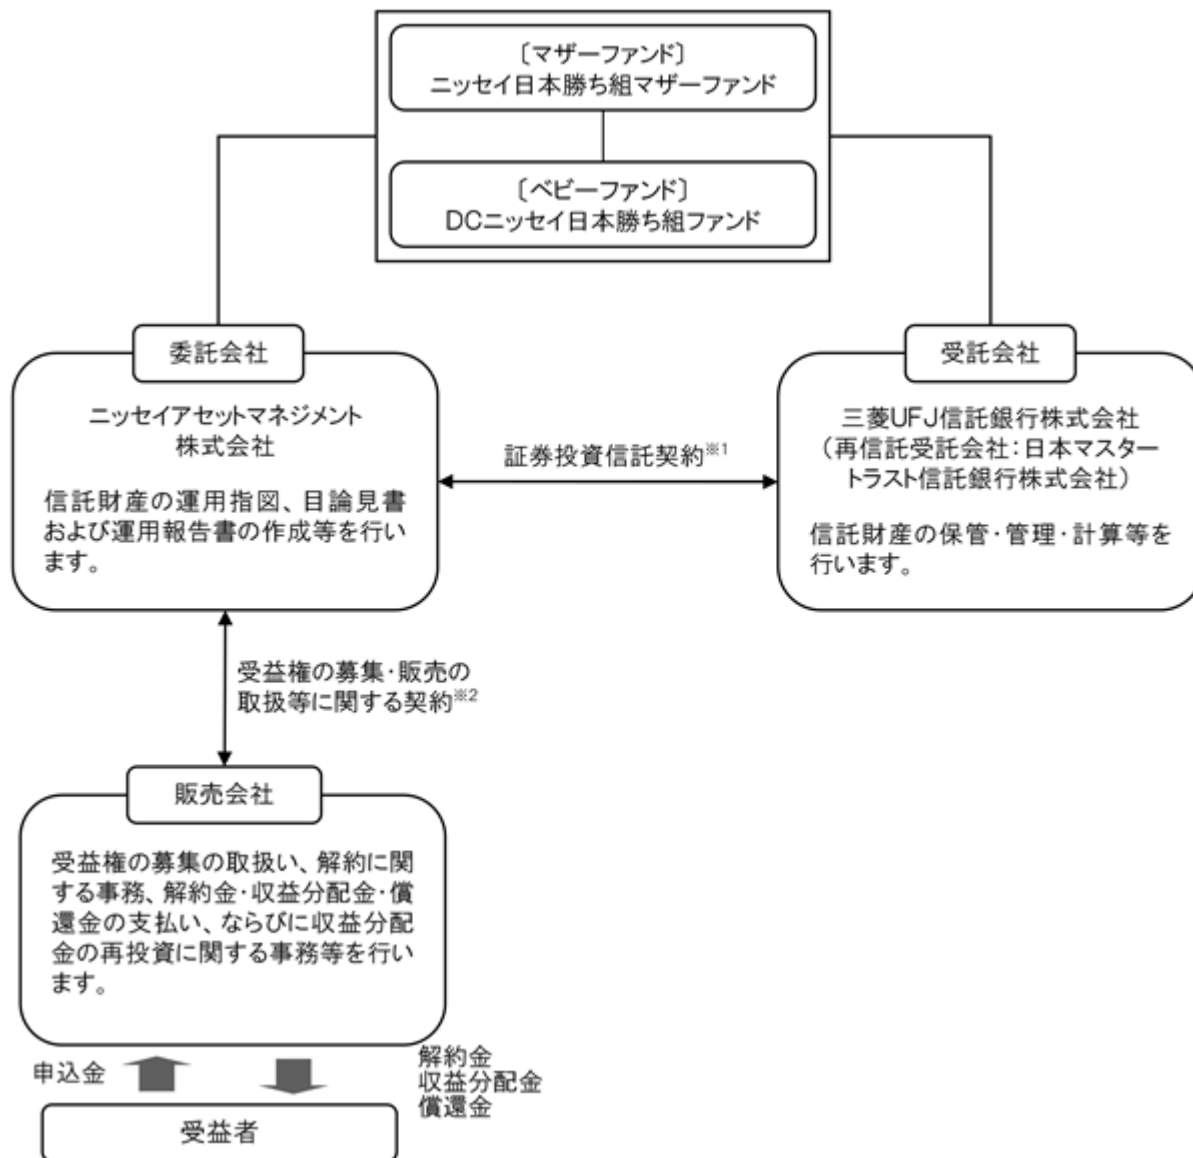 〔マザーファンド〕
ニッセイ日本勝ち組マザーファンド
〔ベビーファンド〕
DCニッセイ日本勝ち組ファンド
委託会社
ニッセイアセットマネジメント
株式会社
信託財産の運用指図、目論見書
および運用報告書の作成等を行い
ます。
証券投資信託契約※1
受託会社
三菱UFJ信託銀行株式会社
（再信託受託会社：日本マスター
トラスト信託銀行株式会社）
信託財産の保管・管理・計算等を
行います。
受益権の募集・販売の
取扱等に関する契約※2
販売会社
受益権の募集の取扱い、解約に関
する事務、解約金・収益分配金・償
還金の支払い、ならびに収益分配
金の再投資に関する事務等を行い
ます。
申込金
解約金
収益分配金
償還金
受益者